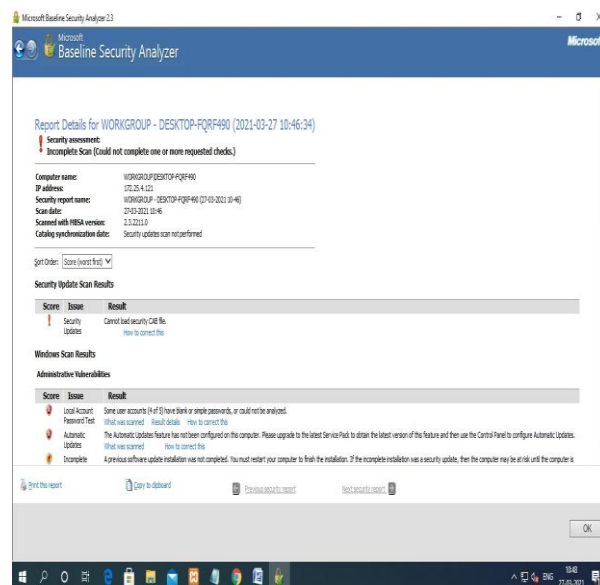 Microsoft Baseline Security Analyzer 2.3
Microsoft
Baseline Security Analyzer
Microsoft
Report Details for WORKGROUP - DESKTOP-FQRF490 (2021-03-27 10:46:34)
Security assessment:
Incomplete Scan (Could not complete one or more requested checks.)
Computer name: WORKGROUP\DESKTOP-FQRF490
IP address: 172.25.4.121
Security report name: WORKGROUP - DESKTOP-FQRF490 (27-03-2021 10-46)
Scan date: 27-03-2021 10:46
Scanned with MBSA version: 2.3.2211.0
Catalog synchronization date: Security updates scan not performed
Sort Order: Score (worst first)
Security Update Scan Results
Score Issue Result
Security Updates Cannot load security CAB file.
How to correct this
Windows Scan Results
Administrative Vulnerabilities
Score Issue Result
Local Account Password Test Some user accounts (4 of 5) have blank or simple passwords, or could not be analyzed.
What was scanned Result details How to correct this
Automatic Updates The Automatic Updates feature has not been configured on this computer. Please upgrade to the latest Service Pack to obtain the latest version of this feature and then use the Control Panel to configure Automatic Updates.
What was scanned How to correct this
Incomplete A previous software update installation was not completed. You must restart your computer to finish the installation. If the incomplete installation was a security update, then the computer may be at risk until the computer is
Print this report Copy to clipboard Previous security report Next security report
OK
ENG 10:48
27-03-2021